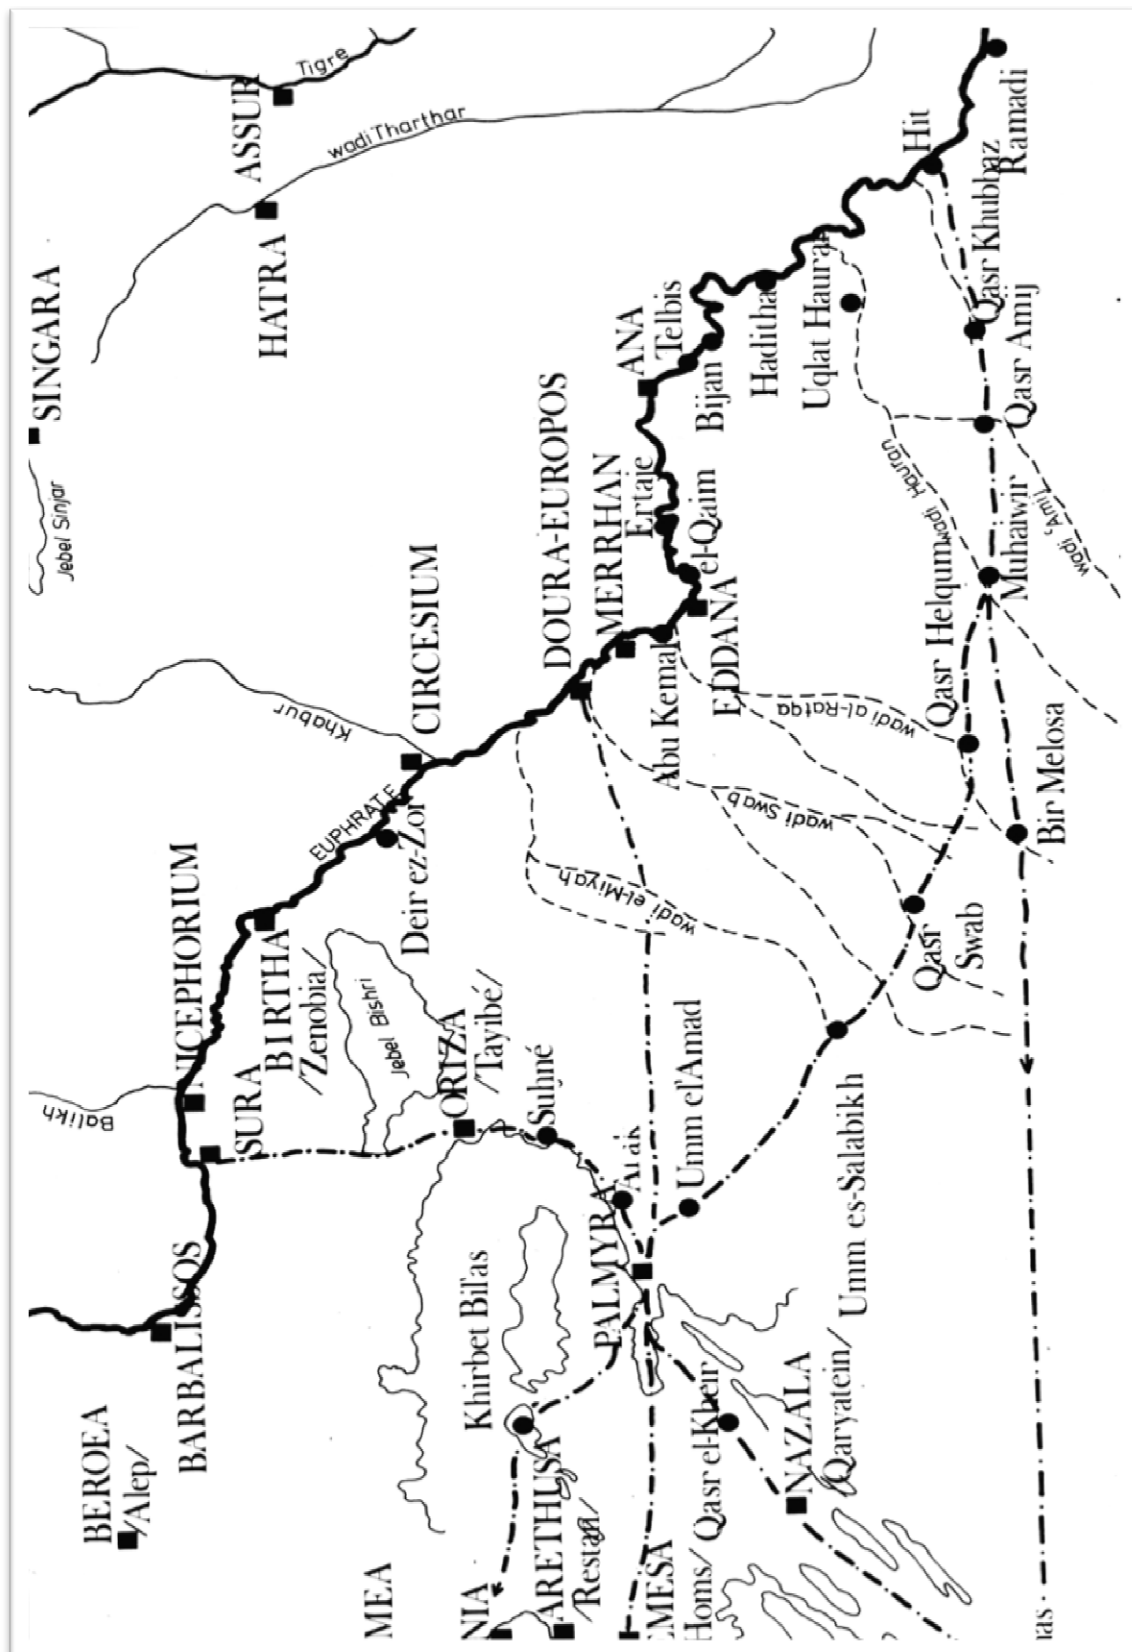 Tigre
ASSUR
wadi Tharthar
HATRA
SINGARA
Jebel Sinjar
Ramadi
Hit
Qasr Khubbaz
Qasr Amij
Uqlat Hauran
Haditha
Telbis
ANA
Bijan
Ertaje
el-Qaim
wadi Hauran
wadi 'Amij
Muhaiwir
Qasr Helqum
DOURA-EUROPOS
MERRHAN
EDDANA
Abu Kemal
wadi al-Ratqa
wadi Swab
Bir Melosa
Khabur
CIRCESIUM
EUPHRATE
Deir ez-Zor
wadi el-Miyah
Qasr
Swab
NICEPHORIUM
BIRTHA
/Zenobia/
Jebel Bishri
Balikh
SURA
ORIZA
/Tayibé/
Suhné
Umm el'Amad
Umm es-Salabikh
Arak
PALMYRA
BARBALISSOS
Khirbet Bil'as
BEROEA
/Alep/
Qasr el-Kheir
NAZALA
/Qaryatein/
ARETHUSA
/Restan/
EMESA
Homs/
MEA
NIA
nas